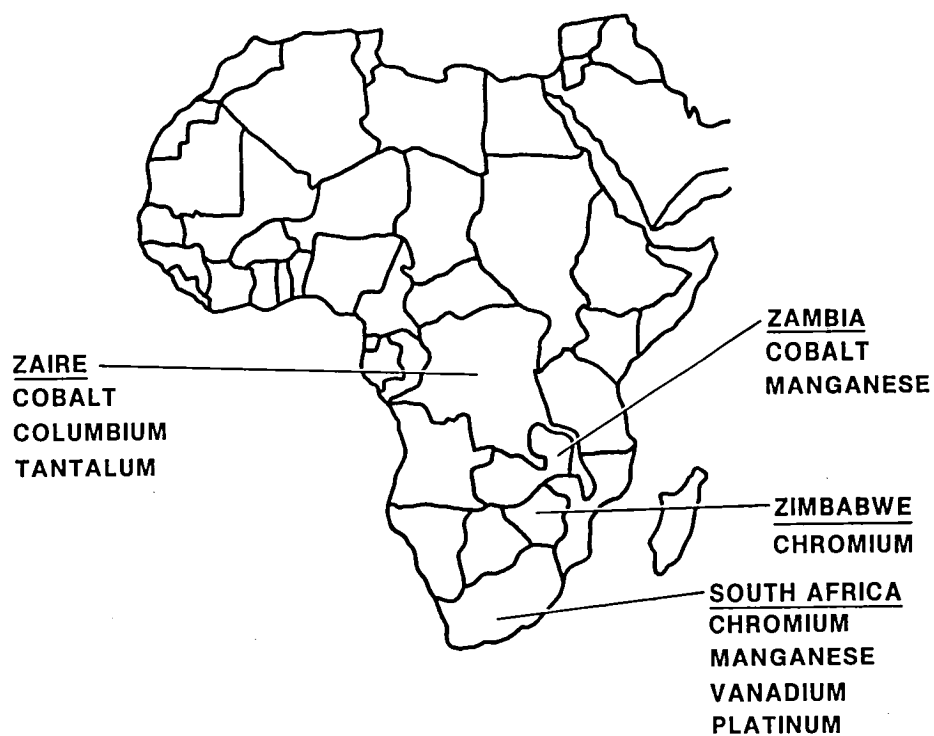 ZAIRE
COBALT
COLUMBIUM
TANTALUM
ZAMBIA
COBALT
MANGANESE
ZIMBABWE
CHROMIUM
SOUTH AFRICA
CHROMIUM
MANGANESE
VANADIUM
PLATINUM